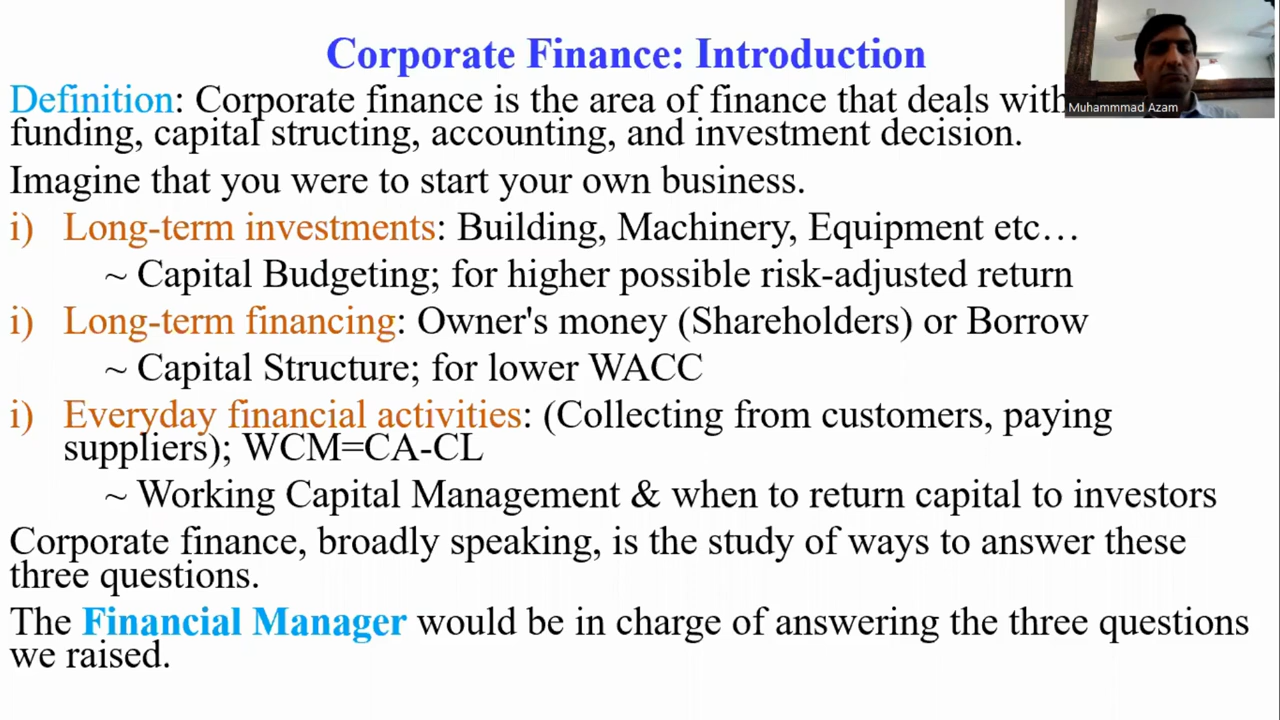 Corporate Finance: Introduction
Muhammmad Azam
Definition: Corporate finance is the area of finance that deals with
funding, capital structing, accounting, and investment decision.
Imagine that you were to start your own business.
i) Long-term investments: Building, Machinery, Equipment etc…
~ Capital Budgeting; for higher possible risk-adjusted return
i) Long-term financing: Owner's money (Shareholders) or Borrow
~ Capital Structure; for lower WACC
i) Everyday financial activities: (Collecting from customers, paying
suppliers); WCM=CA-CL
~ Working Capital Management & when to return capital to investors
Corporate finance, broadly speaking, is the study of ways to answer these
three questions.
The Financial Manager would be in charge of answering the three questions
we raised.